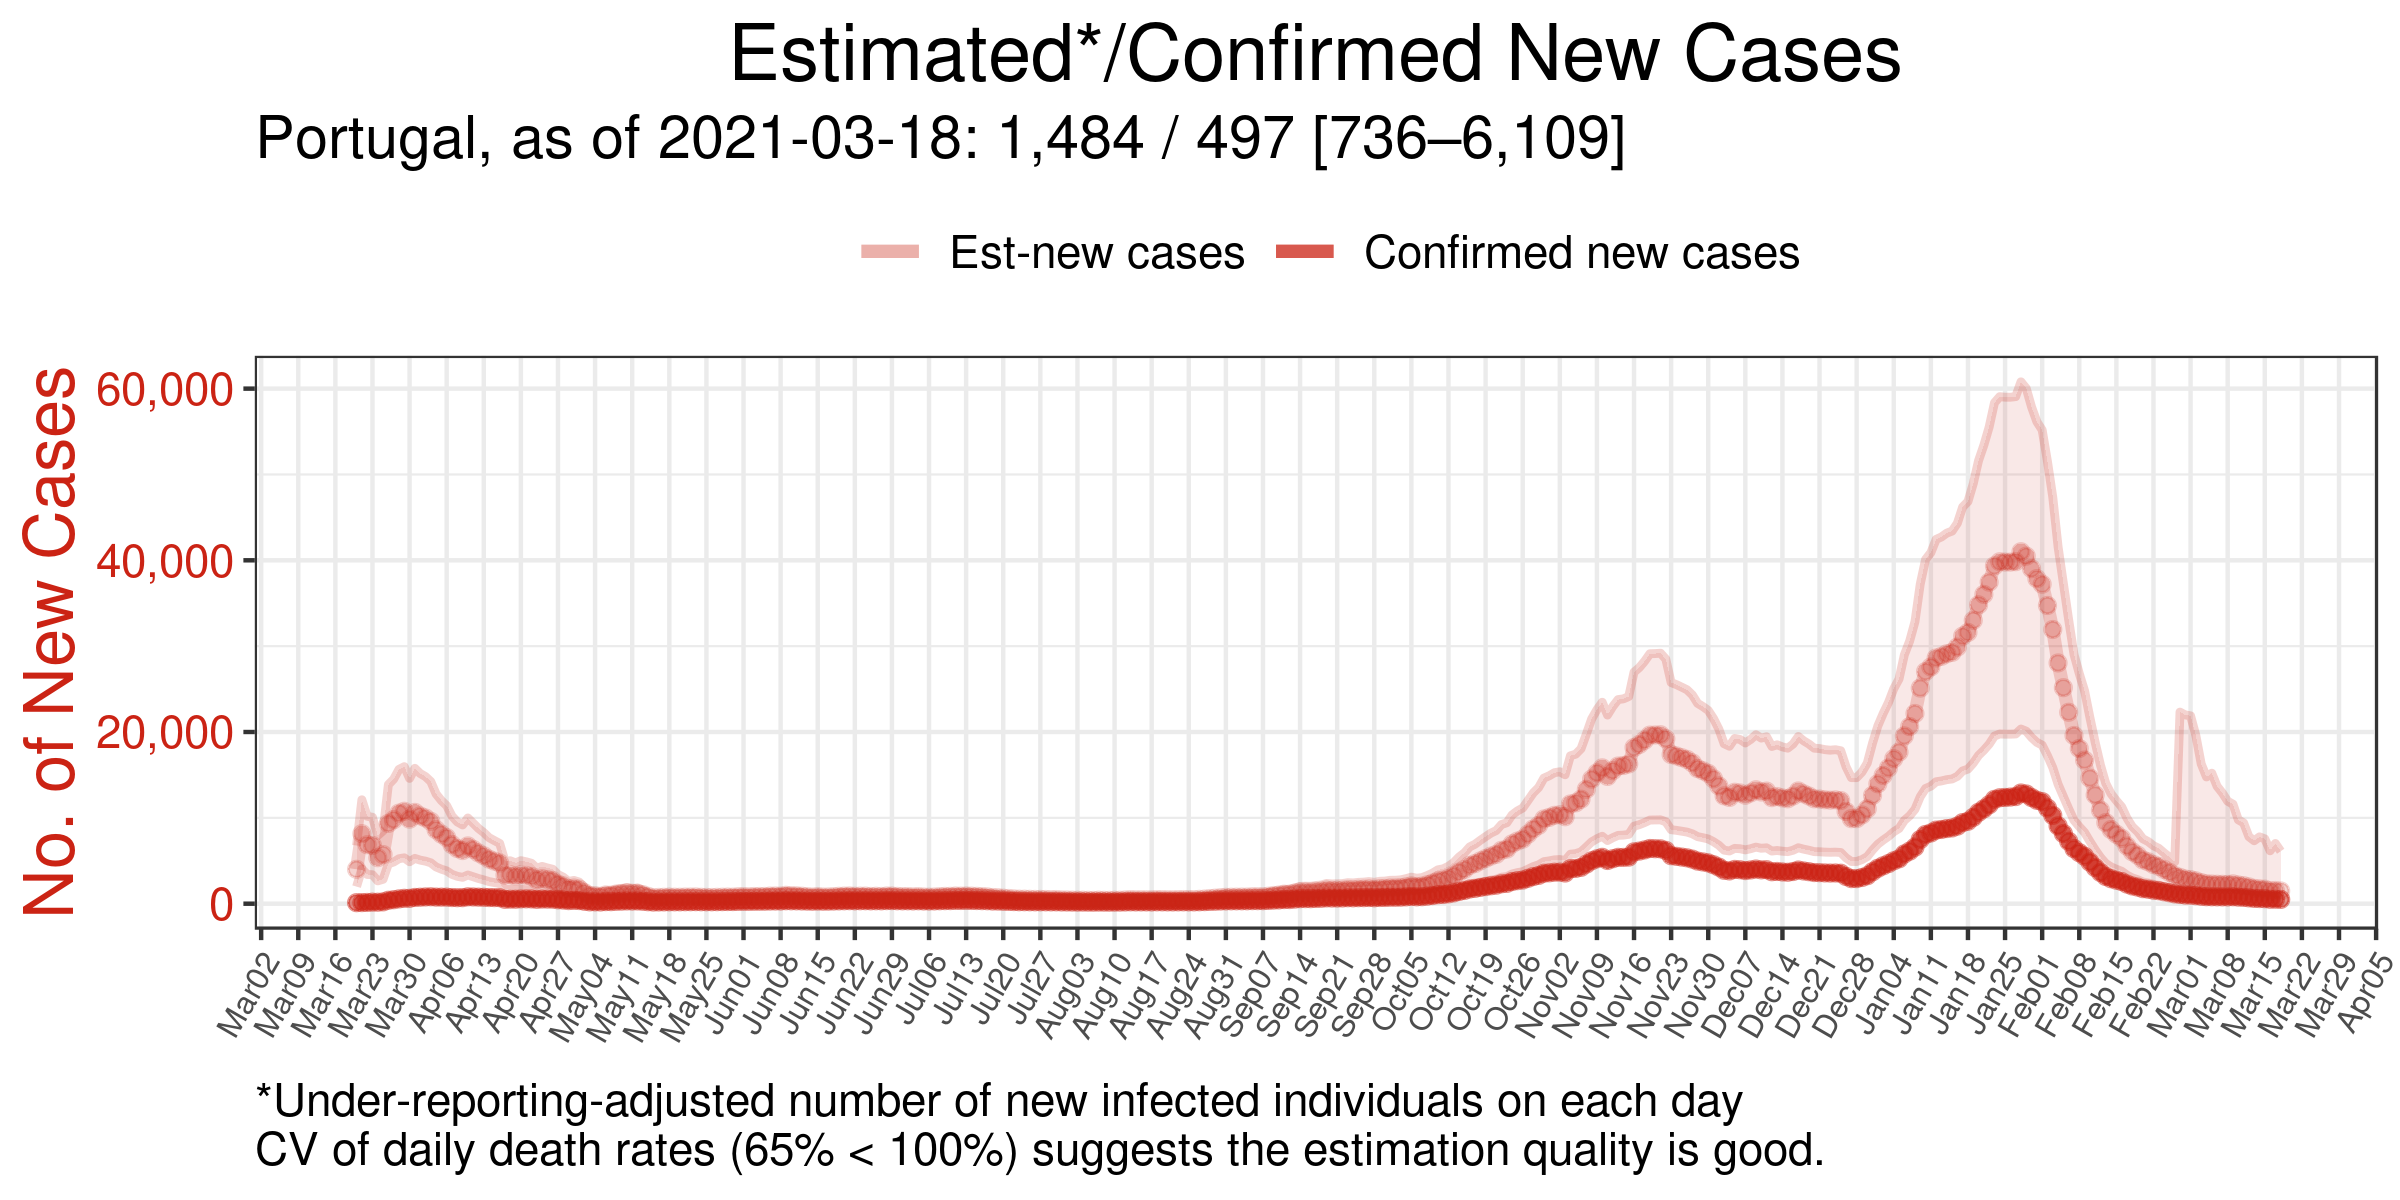 Estimated*/Confirmed New Cases
Portugal, as of 2021-03-18: 1,484 / 497 [736–6,109]
Est-new cases Confirmed new cases
No. of New Cases
60,000
40,000
20,000
0
Mar02 Mar09 Mar16 Mar23 Mar30 Apr06 Apr13 Apr20 Apr27 May04 May11 May18 May25 Jun01 Jun08 Jun15 Jun22 Jun29 Jul06 Jul13 Jul20 Jul27 Aug03 Aug10 Aug17 Aug24 Aug31 Sep07 Sep14 Sep21 Sep28 Oct05 Oct12 Oct19 Oct26 Nov02 Nov09 Nov16 Nov23 Nov30 Dec07 Dec14 Dec21 Dec28 Jan04 Jan11 Jan18 Jan25 Feb01 Feb08 Feb15 Feb22 Mar01 Mar08 Mar15 Mar22 Mar29 Apr05
*Under-reporting-adjusted number of new infected individuals on each day
CV of daily death rates (65% < 100%) suggests the estimation quality is good.